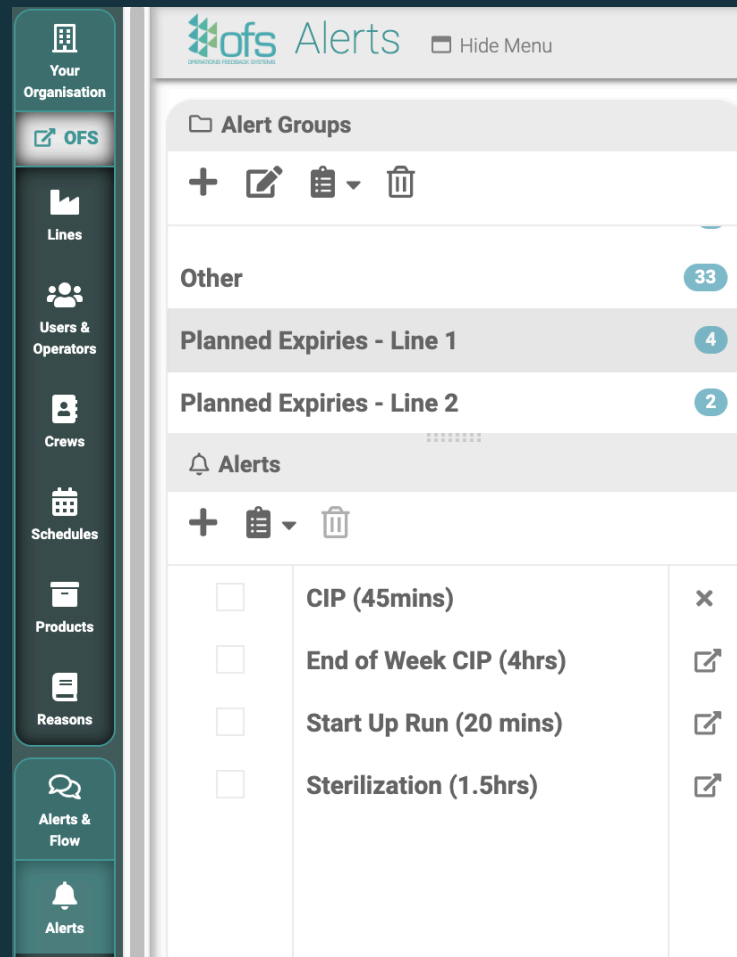 Your
Organisation
OFS
Lines
Users &
Operators
Crews
Schedules
Products
Reasons
Alerts &
Flow
Alerts
ofs
OPERATIONS FEEDBACK SYSTEMS
Alerts
Hide Menu
Alert Groups
Other
33
Planned Expiries - Line 1
4
Planned Expiries - Line 2
2
Alerts
CIP (45mins)
End of Week CIP (4hrs)
Start Up Run (20 mins)
Sterilization (1.5hrs)